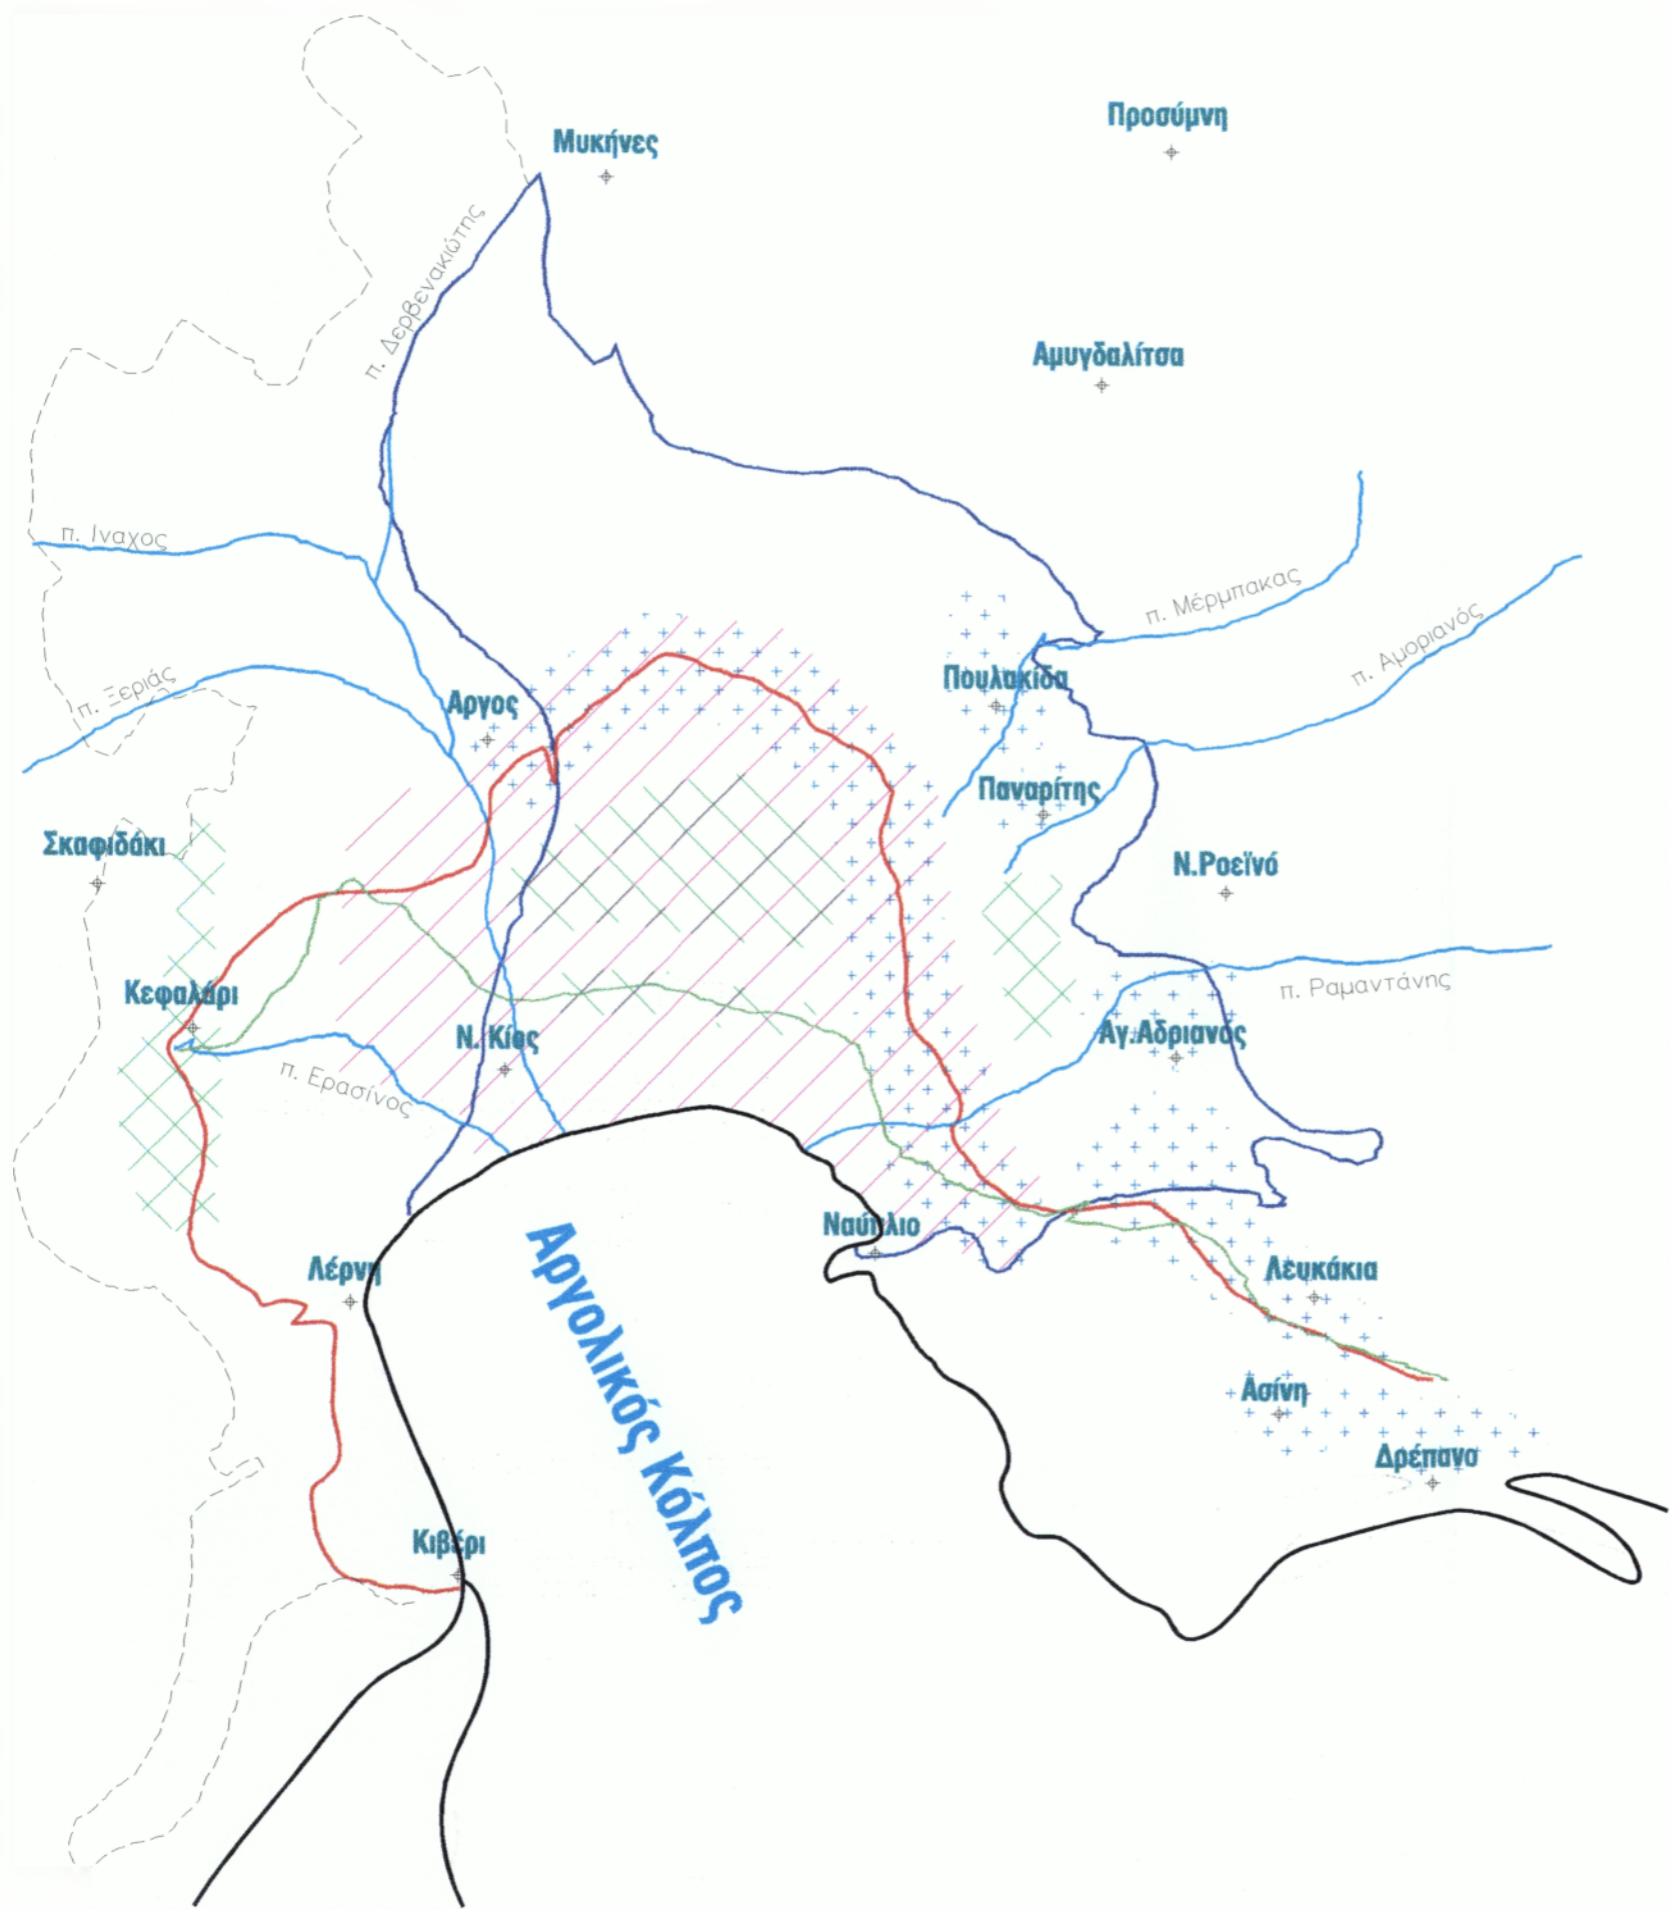 Προσύμνη
Μυκήνες
π. Δερβενακιώτης
Αμυγδαλίτσα
π. Ιναχος
π. Μέρμπακας
π. Αμοριανός
π. Ξεριάς
Πουλακίδα
Αργος
Παναρίτης
Σκαφιδάκι
Ν.Ροεϊνό
π. Ραμαντάνης
Κεφαλάρι
Ν. Κίος
Αγ.Αδριανός
π. Ερασίνος
Ναύπλιο
Λέρνη
Λευκάκια
Αργολικός Κόλπος
Ασίνη
Δρέπανο
Κιβέρι